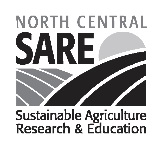 NORTH CENTRAL
SARE
Sustainable Agriculture
Research & Education